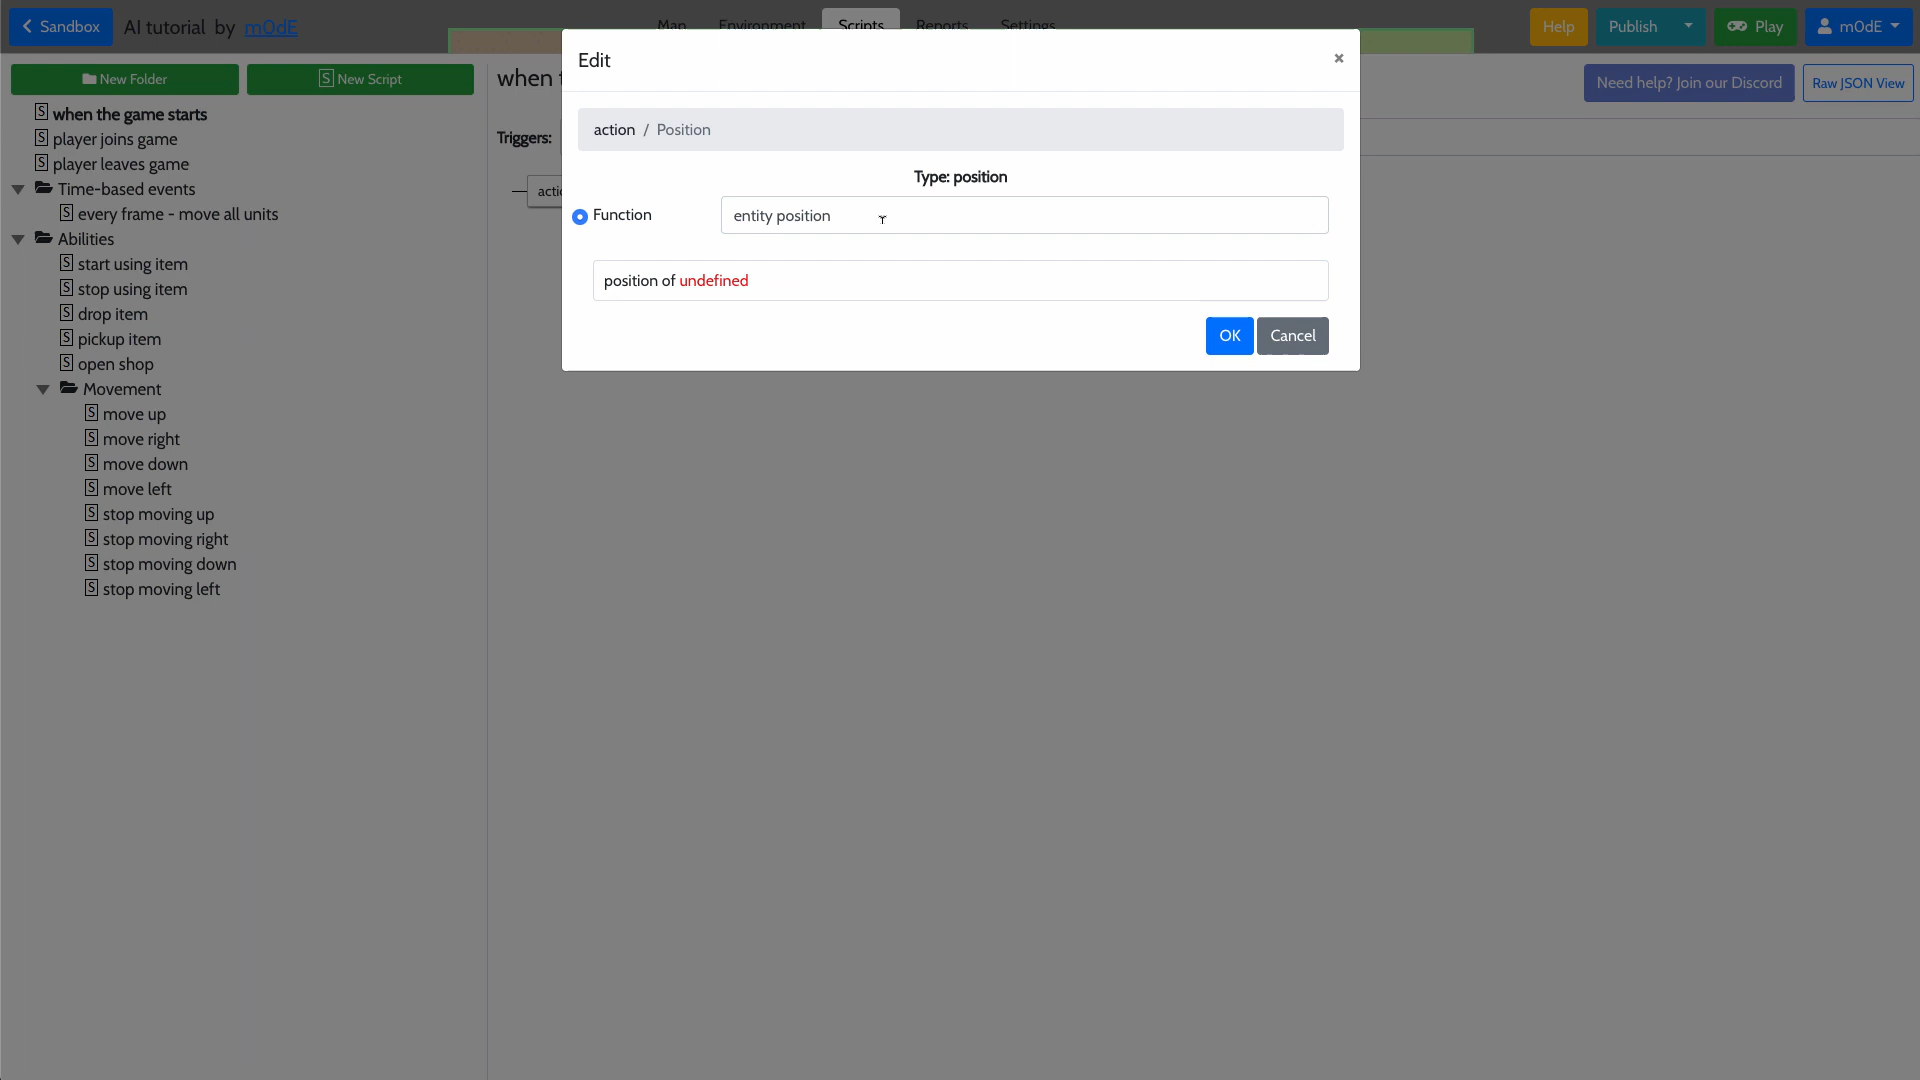 Sandbox AI tutorial by m0dE Map Environment Scripts Reports Settings Help Publish Play m0dE
Edit ×
New Folder S New Script when Need help? Join our Discord Raw JSON View
S when the game starts
S player joins game
S player leaves game
Time-based events
S every frame - move all units
Abilities
S start using item
S stop using item
S drop item
S pickup item
S open shop
Movement
S move up
S move right
S move down
S move left
S stop moving up
S stop moving right
S stop moving down
S stop moving left
Triggers:
action / Position
Type: position
Function entity position
position of undefined
OK Cancel